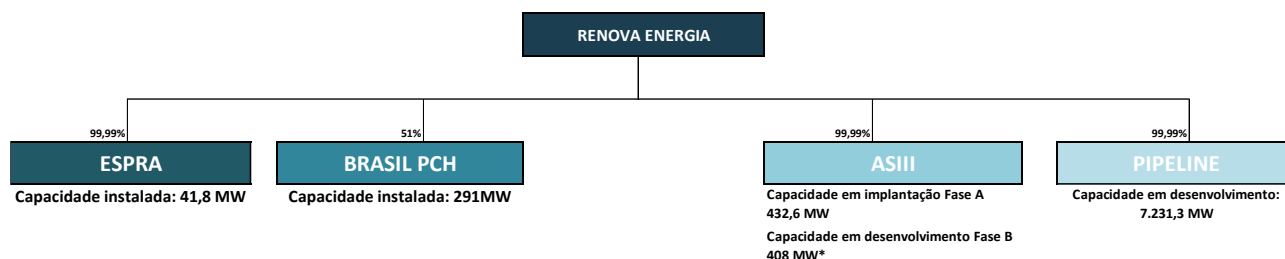 RENOVA ENERGIA
99,99%
51%
99,99%
99,99%
ESPRA
BRASIL PCH
ASIII
PIPELINE
Capacidade instalada: 41,8 MW
Capacidade instalada: 291MW
Capacidade em implantação Fase A
432,6 MW
Capacidade em desenvolvimento Fase B
408 MW*
Capacidade em desenvolvimento:
7.231,3 MW